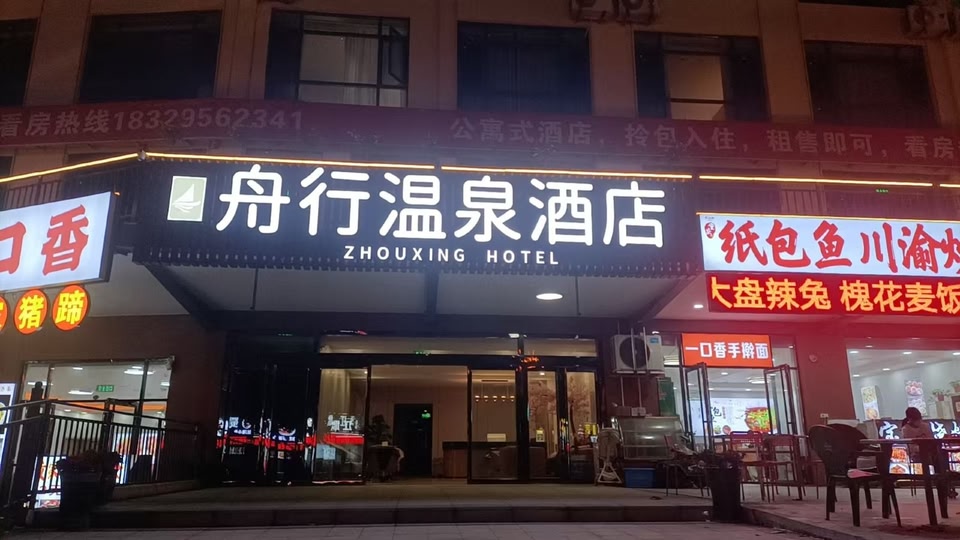 看房热线18329562341
公寓式酒店，拎包入住，租售即可，看房
舟行温泉酒店
ZHOUXING HOTEL
口香
猪蹄
纸包鱼川渝
大盘辣兔 槐花麦饭
一口香手擀面